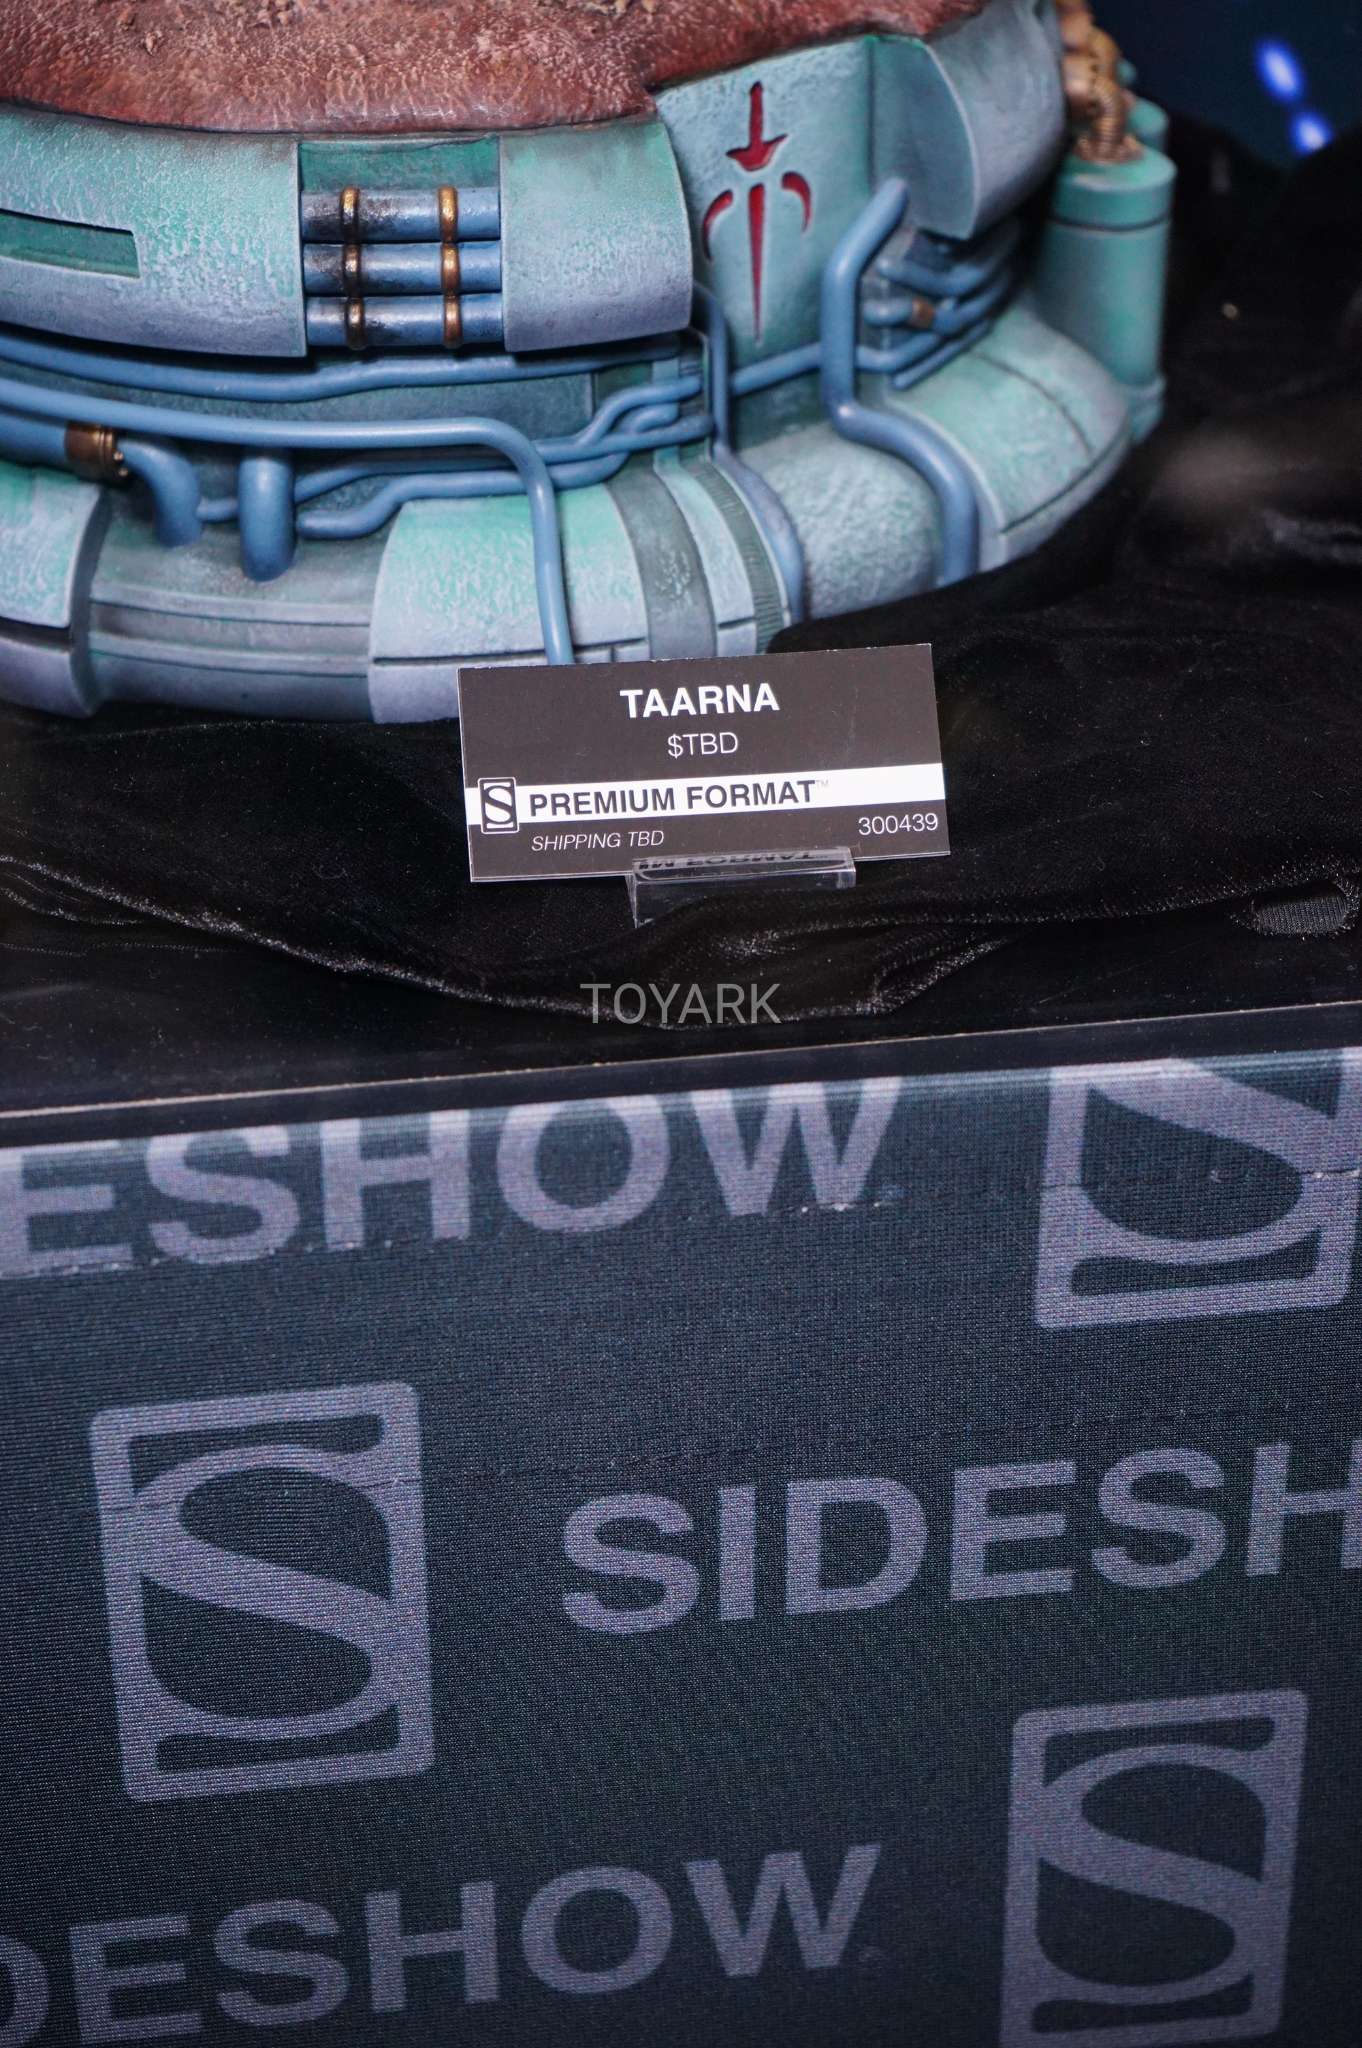 TAARNA
$TBD
S PREMIUM FORMAT™
SHIPPING TBD
300439
TOYARK
ESHOW
S
S SIDESH
DESHOW
S